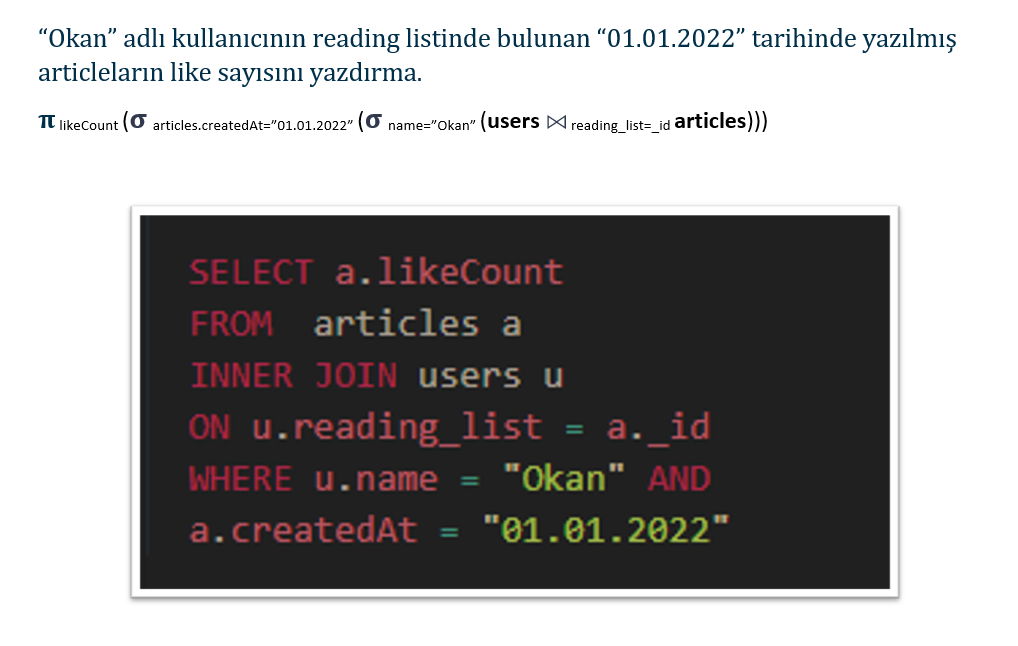 “Okan” adlı kullanıcının reading listinde bulunan “01.01.2022” tarihinde yazılmış
articleların like sayısını yazdırma.
π likeCount (σ articles.createdAt=”01.01.2022” (σ name=”Okan” (users ⋈ reading_list=_id articles)))
SELECT a.likeCount
FROM  articles a
INNER JOIN users u
ON u.reading_list = a._id
WHERE u.name = "Okan" AND
a.createdAt = "01.01.2022"